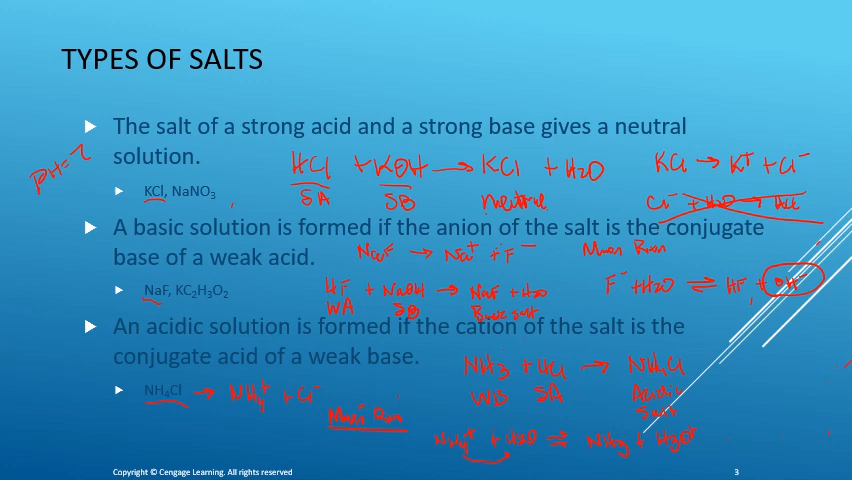 TYPES OF SALTS
The salt of a strong acid and a strong base gives a neutral
solution.
PH=7
HCl + KOH → KCl + H2O
SA SB neutral
KCl → K+ + Cl-
Cl- + H2O → HCl
KCl, NaNO3
A basic solution is formed if the anion of the salt is the conjugate
base of a weak acid.
NaF → Na+ + F-
Main Rxn
NaF, KC2H3O2
HF + NaOH → NaF + H2O
WA SB Basic salt
F- + H2O ⇌ HF + OH-
An acidic solution is formed if the cation of the salt is the
conjugate acid of a weak base.
NH4Cl → NH4+ + Cl-
NH3 + HCl → NH4Cl
WB SA Acidic
Salt
Main Rxn
NH4+ + H2O ⇌ NH3 + H3O+
Copyright © Cengage Learning. All rights reserved
3